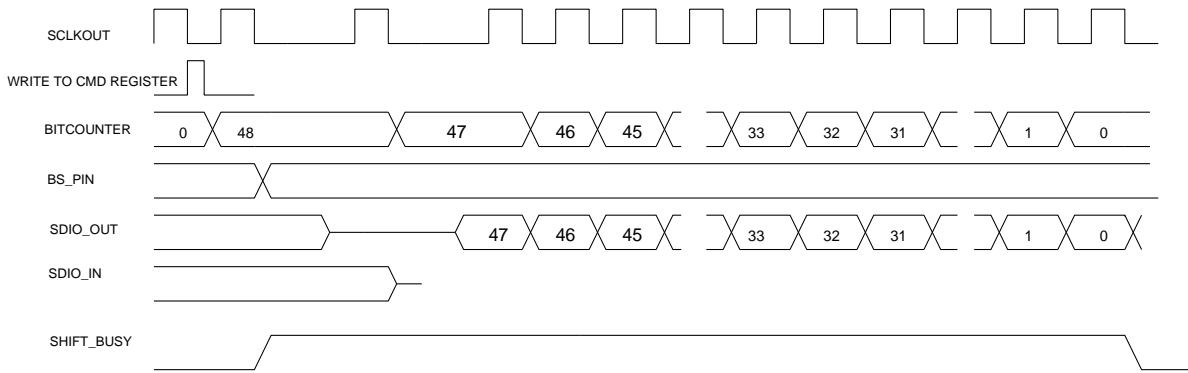 SCLKOUT
WRITE TO CMD REGISTER
BITCOUNTER 0 48 47 46 45 33 32 31 1 0
BS_PIN
SDIO_OUT 47 46 45 33 32 31 1 0
SDIO_IN
SHIFT_BUSY